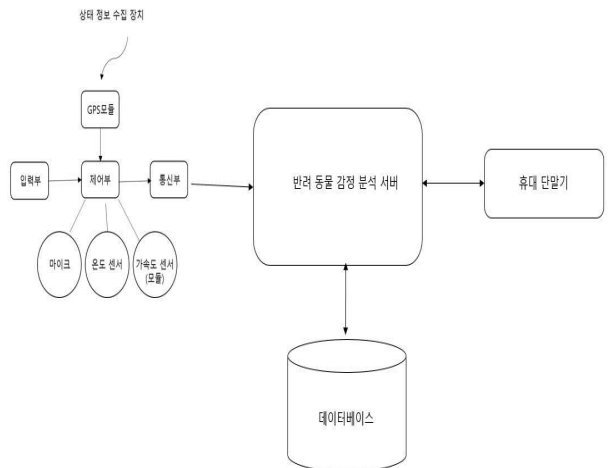 상태 정보 수집 장치
GPS모듈
입력부
제어부
통신부
마이크
온도 센서
가속도 센서
(모듈)
반려 동물 감정 분석 서버
휴대 단말기
데이터베이스